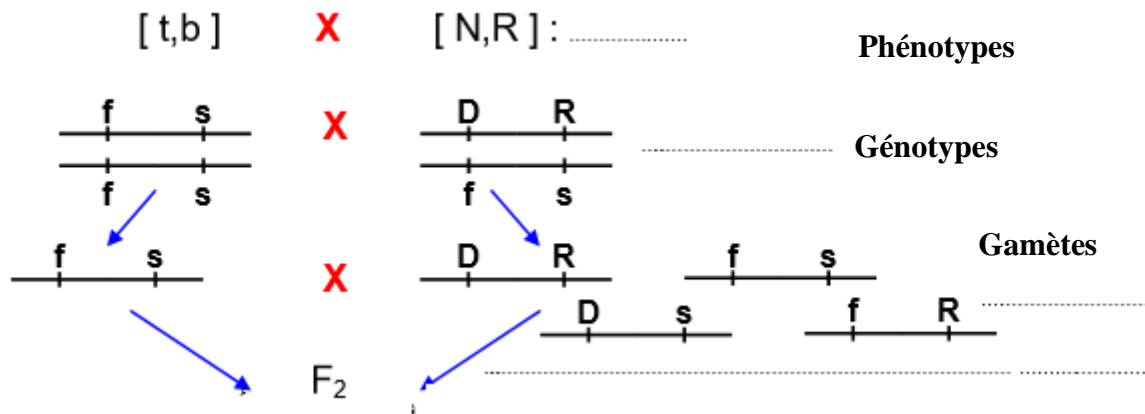 [ t,b ] X [ N,R ] : .................... Phénotypes
f s X D R
.............................. Génotypes
f s f s
Gamètes
f s X D R f s
D s f R ..............................
F₂ ..............................